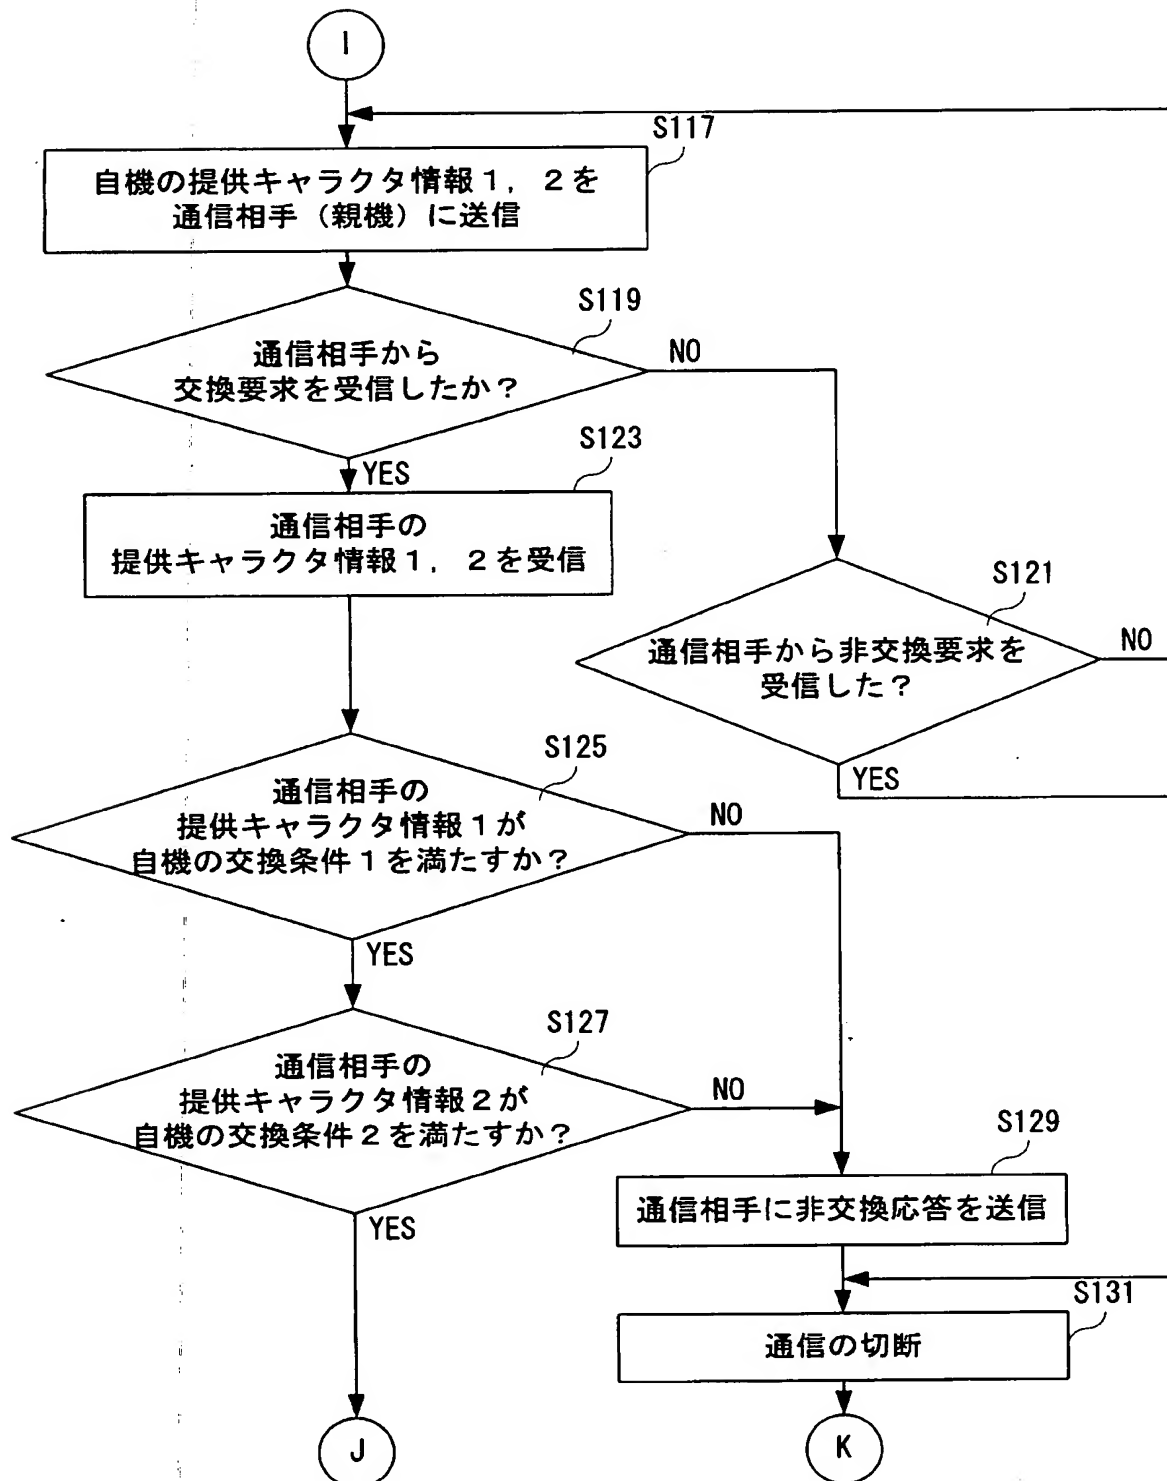 I
S117
自機の提供キャラクタ情報1,2を
通信相手(親機)に送信
S119
通信相手から
交換要求を受信したか?
NO
YES
S123
通信相手の
提供キャラクタ情報1,2を受信
S121
通信相手から非交換要求を
受信した?
NO
YES
S125
通信相手の
提供キャラクタ情報1が
自機の交換条件1を満たすか?
NO
YES
S127
通信相手の
提供キャラクタ情報2が
自機の交換条件2を満たすか?
NO
YES
S129
通信相手に非交換応答を送信
S131
通信の切断
J
K